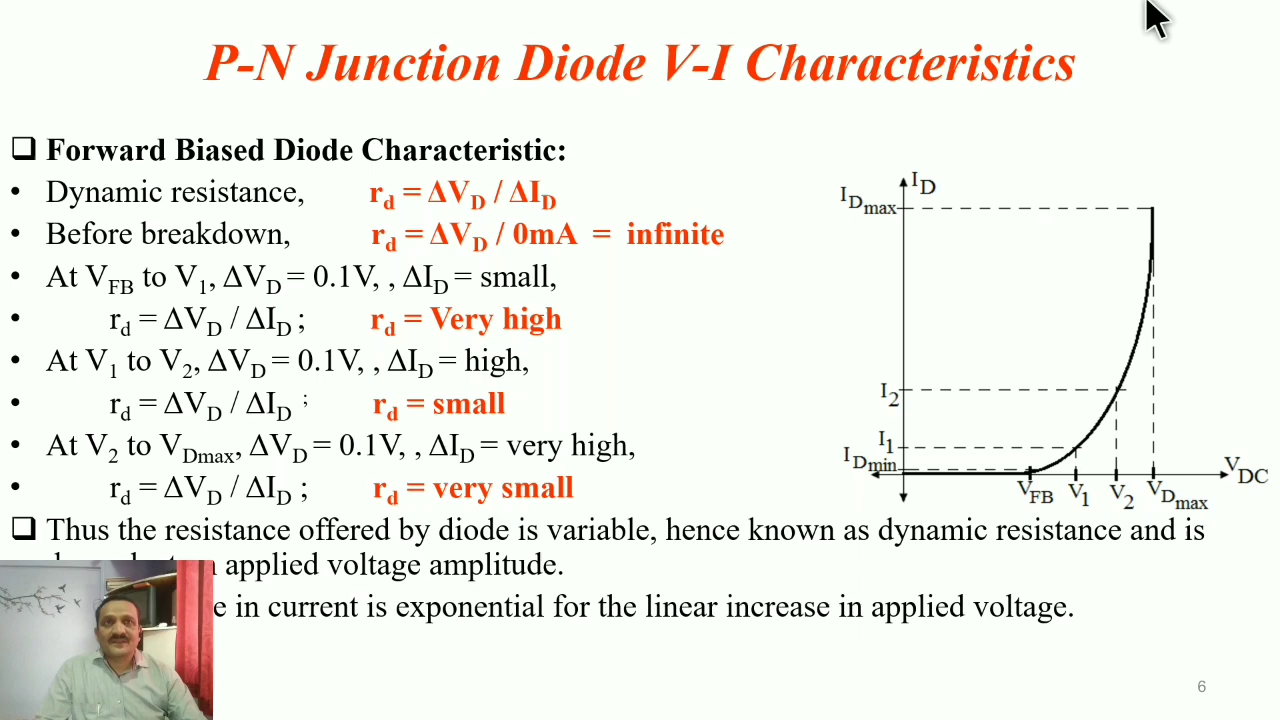 P-N Junction Diode V-I Characteristics
❑ Forward Biased Diode Characteristic:
• Dynamic resistance, r_d = ΔV_D / ΔI_D
• Before breakdown, r_d = ΔV_D / 0mA = infinite
• At V_FB to V_1, ΔV_D = 0.1V, , ΔI_D = small,
• r_d = ΔV_D / ΔI_D ; r_d = Very high
• At V_1 to V_2, ΔV_D = 0.1V, , ΔI_D = high,
• r_d = ΔV_D / ΔI_D ; r_d = small
• At V_2 to V_Dmax, ΔV_D = 0.1V, , ΔI_D = very high,
• r_d = ΔV_D / ΔI_D ; r_d = very small
❑ Thus the resistance offered by diode is variable, hence known as dynamic resistance and is
applied voltage amplitude.
in current is exponential for the linear increase in applied voltage.
I_D
I_Dmax
I_2
I_1
I_Dmin
V_DC
V_FB V_1 V_2 V_Dmax
6